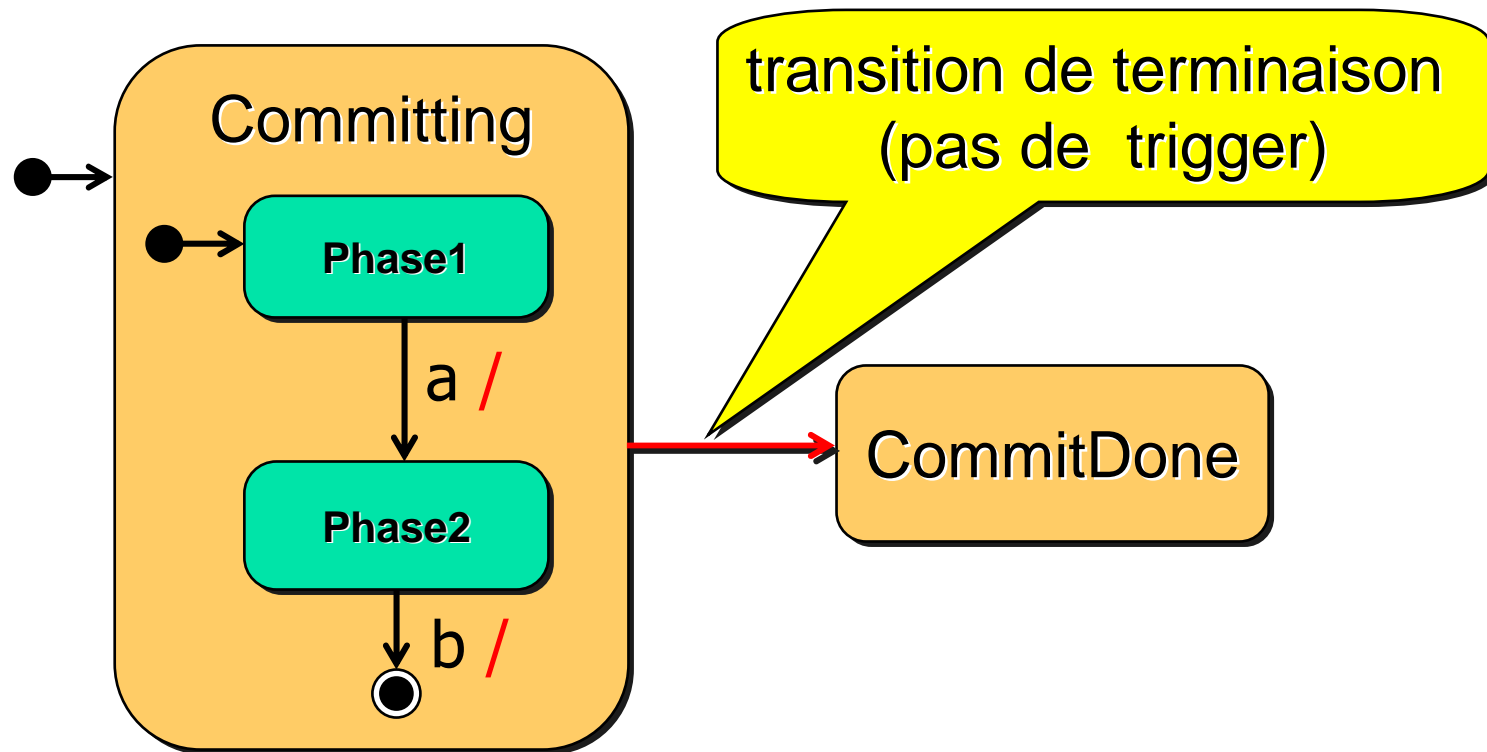 transition de terminaison
(pas de trigger)
Committing
Phase1
a /
CommitDone
Phase2
b /